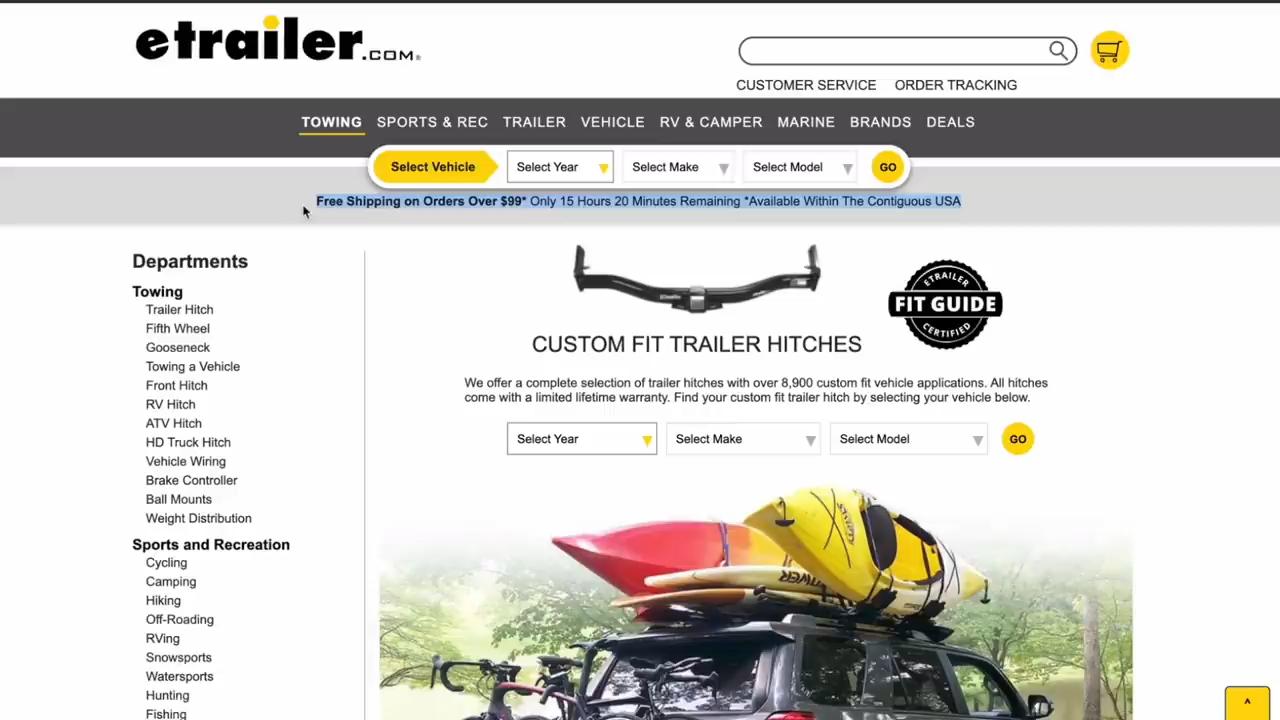 etrailer.COM®
CUSTOMER SERVICE ORDER TRACKING
TOWING SPORTS & REC TRAILER VEHICLE RV & CAMPER MARINE BRANDS DEALS
Select Vehicle Select Year Select Make Select Model GO
Free Shipping on Orders Over $99* Only 15 Hours 20 Minutes Remaining *Available Within The Contiguous USA
Departments
Towing
Trailer Hitch
Fifth Wheel
Gooseneck
Towing a Vehicle
Front Hitch
RV Hitch
ATV Hitch
HD Truck Hitch
Vehicle Wiring
Brake Controller
Ball Mounts
Weight Distribution
Sports and Recreation
Cycling
Camping
Hiking
Off-Roading
RVing
Snowsports
Watersports
Hunting
Fishing
ETRAILER
FIT GUIDE
CERTIFIED
CUSTOM FIT TRAILER HITCHES
We offer a complete selection of trailer hitches with over 8,900 custom fit vehicle applications. All hitches
come with a limited lifetime warranty. Find your custom fit trailer hitch by selecting your vehicle below.
Select Year Select Make Select Model GO